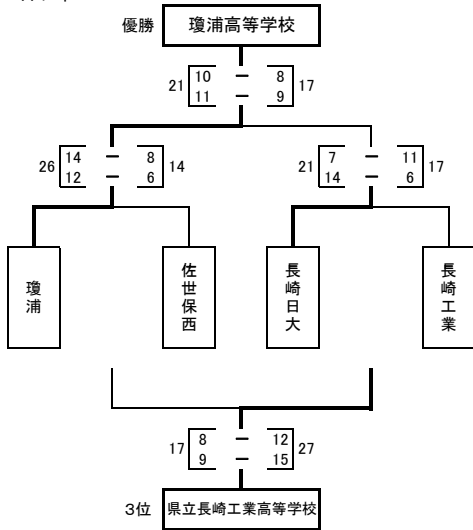 優勝 瓊浦高等学校
21 10 － 8 17
11 － 9
26 14 － 8 14
12 － 6
21 7 － 11 17
14 － 6
瓊浦
佐世保西
長崎日大
長崎工業
17 8 － 12 27
9 － 15
3位 県立長崎工業高等学校